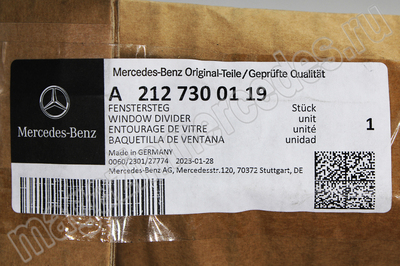 Mercedes-Benz Original-Teile/Geprüfte Qualität
A 212 730 01 19
FENSTERSTEG Stück
WINDOW DIVIDER unit
ENTOURAGE DE VITRE unité 1
BAQUETILLA DE VENTANA unidad
Mercedes-Benz
Made in GERMANY
0060/2301/27774 2023-01-28
Mercedes-Benz AG, Mercedesstr.120, 70372 Stuttgart, DE